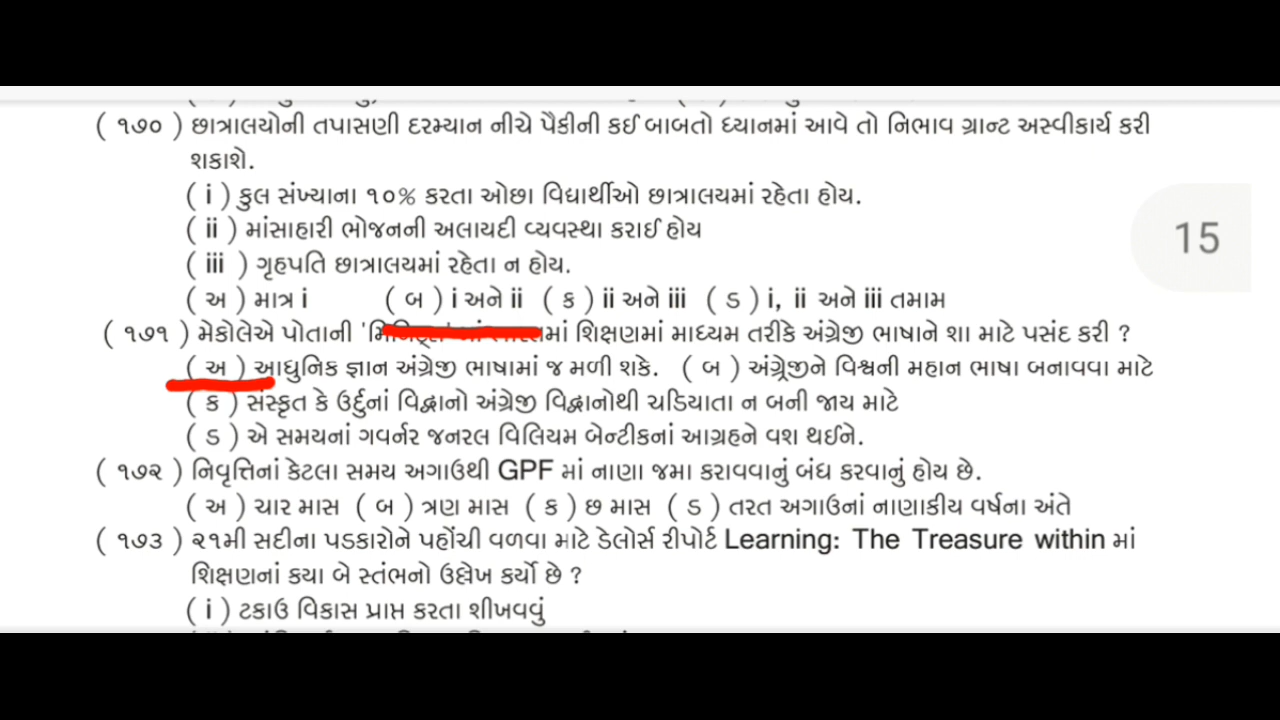 ( ૧૭૦ ) છાત્રાલયોની તપાસણી દરમ્યાન નીચે પૈકીની કઈ બાબતો ધ્યાનમાં આવે તો નિભાવ ગ્રાન્ટ અસ્વીકાર્ય કરી
શકાશે.
( i ) કુલ સંખ્યાના ૧૦% કરતા ઓછા વિદ્યાર્થીઓ છાત્રાલયમાં રહેતા હોય.
( ii ) માંસાહારી ભોજનની અલાયદી વ્યવસ્થા કરાઈ હોય
15
( iii ) ગૃહપતિ છાત્રાલયમાં રહેતા ન હોય.
( અ ) માત્ર i ( બ ) i અને ii ( ક ) ii અને iii ( ડ ) i, ii અને iii તમામ
( ૧૭૧ ) મેકોલેએ પોતાની શિક્ષણમાં માધ્યમ તરીકે અંગ્રેજી ભાષાને શા માટે પસંદ કરી ?
( અ ) આધુનિક જ્ઞાન અંગ્રેજી ભાષામાં જ મળી શકે. ( બ ) અંગ્ર્રેજીને વિશ્વની મહાન ભાષા બનાવવા માટે
( ક ) સંસ્કૃત કે ઉર્દુનાં વિદ્વાનો અંગ્રેજી વિદ્વાનોથી ચડિયાતા ન બની જાય માટે
( ડ ) એ સમયનાં ગવર્નર જનરલ વિલિયમ બેન્ટીકનાં આગ્રહને વશ થઈને.
( ૧૭૨ ) નિવૃત્તિનાં કેટલા સમય અગાઉથી GPF માં નાણા જમા કરાવવાનું બંધ કરવાનું હોય છે.
( અ ) ચાર માસ ( બ ) ત્રણ માસ ( ક ) છ માસ ( ડ ) તરત અગાઉનાં નાણાકીય વર્ષના અંતે
( ૧૭૩ ) ૨૧મી સદીના પડકારોને પહોંચી વળવા માટે ડેલોર્સ રીપોર્ટ Learning: The Treasure within માં
શિક્ષણનાં કયા બે સ્તંભનો ઉલ્લેખ કર્યો છે ?
( i ) ટકાઉ વિકાસ પ્રાપ્ત કરતા શીખવવું